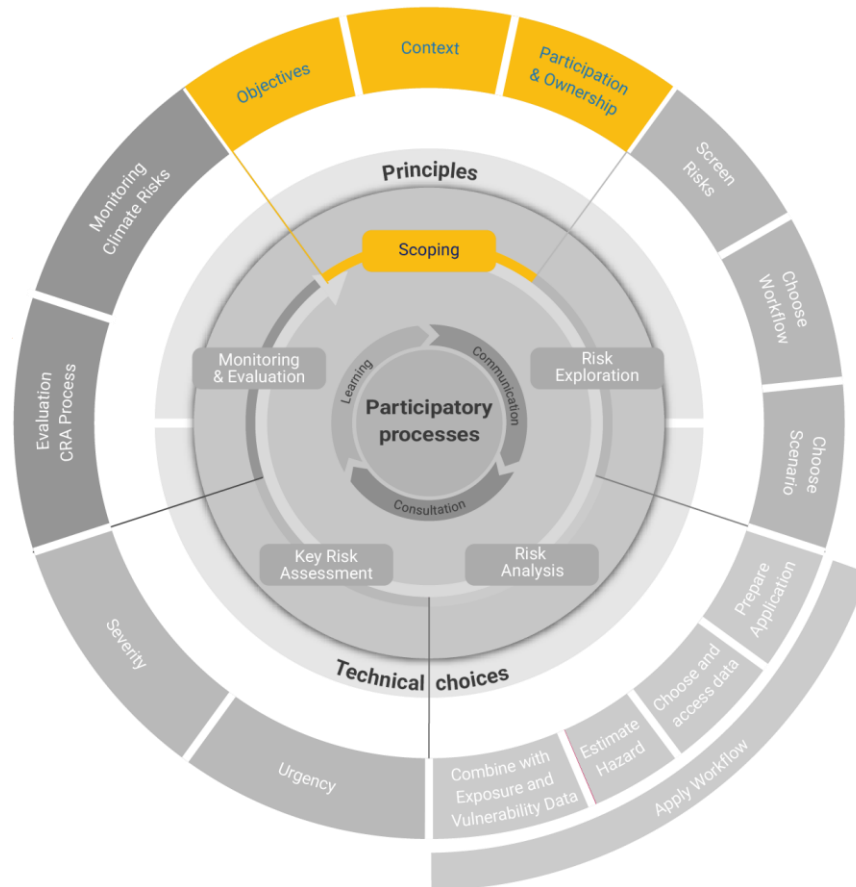 Objectives
Context
Participation
& Ownership
Screen
Risks
Choose
Workflow
Choose
Scenario
Prepare
Application
Choose and
access data
Estimate
Hazard
Combine with
Exposure and
Vulnerability Data
Apply Workflow
Urgency
Severity
Evaluation
CRA Process
Monitoring
Climate Risks
Principles
Scoping
Risk
Exploration
Risk
Analysis
Key Risk
Assessment
Monitoring
& Evaluation
Learning
Communication
Consultation
Participatory
processes
Technical choices